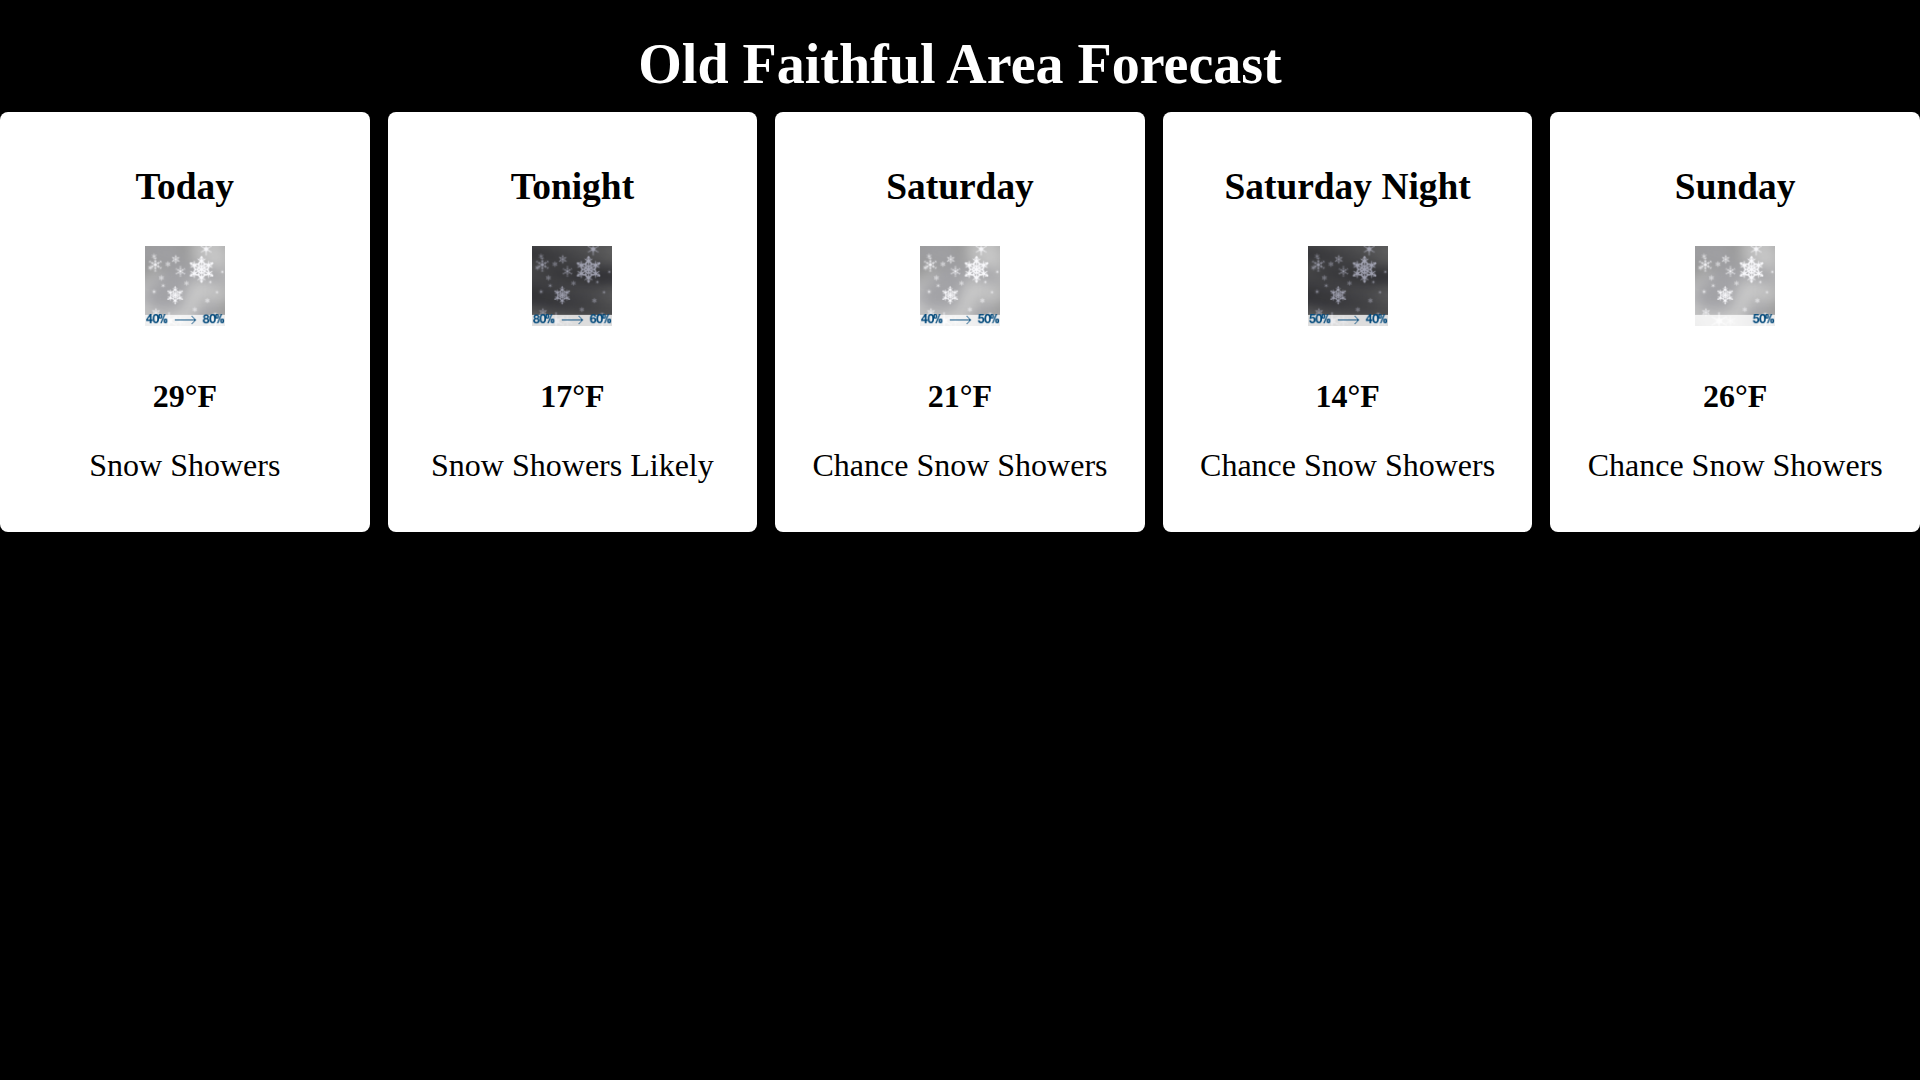 Old Faithful Area Forecast
Today
40% → 80%
29°F
Snow Showers
Tonight
80% → 60%
17°F
Snow Showers Likely
Saturday
40% → 50%
21°F
Chance Snow Showers
Saturday Night
50% → 40%
14°F
Chance Snow Showers
Sunday
50%
26°F
Chance Snow Showers